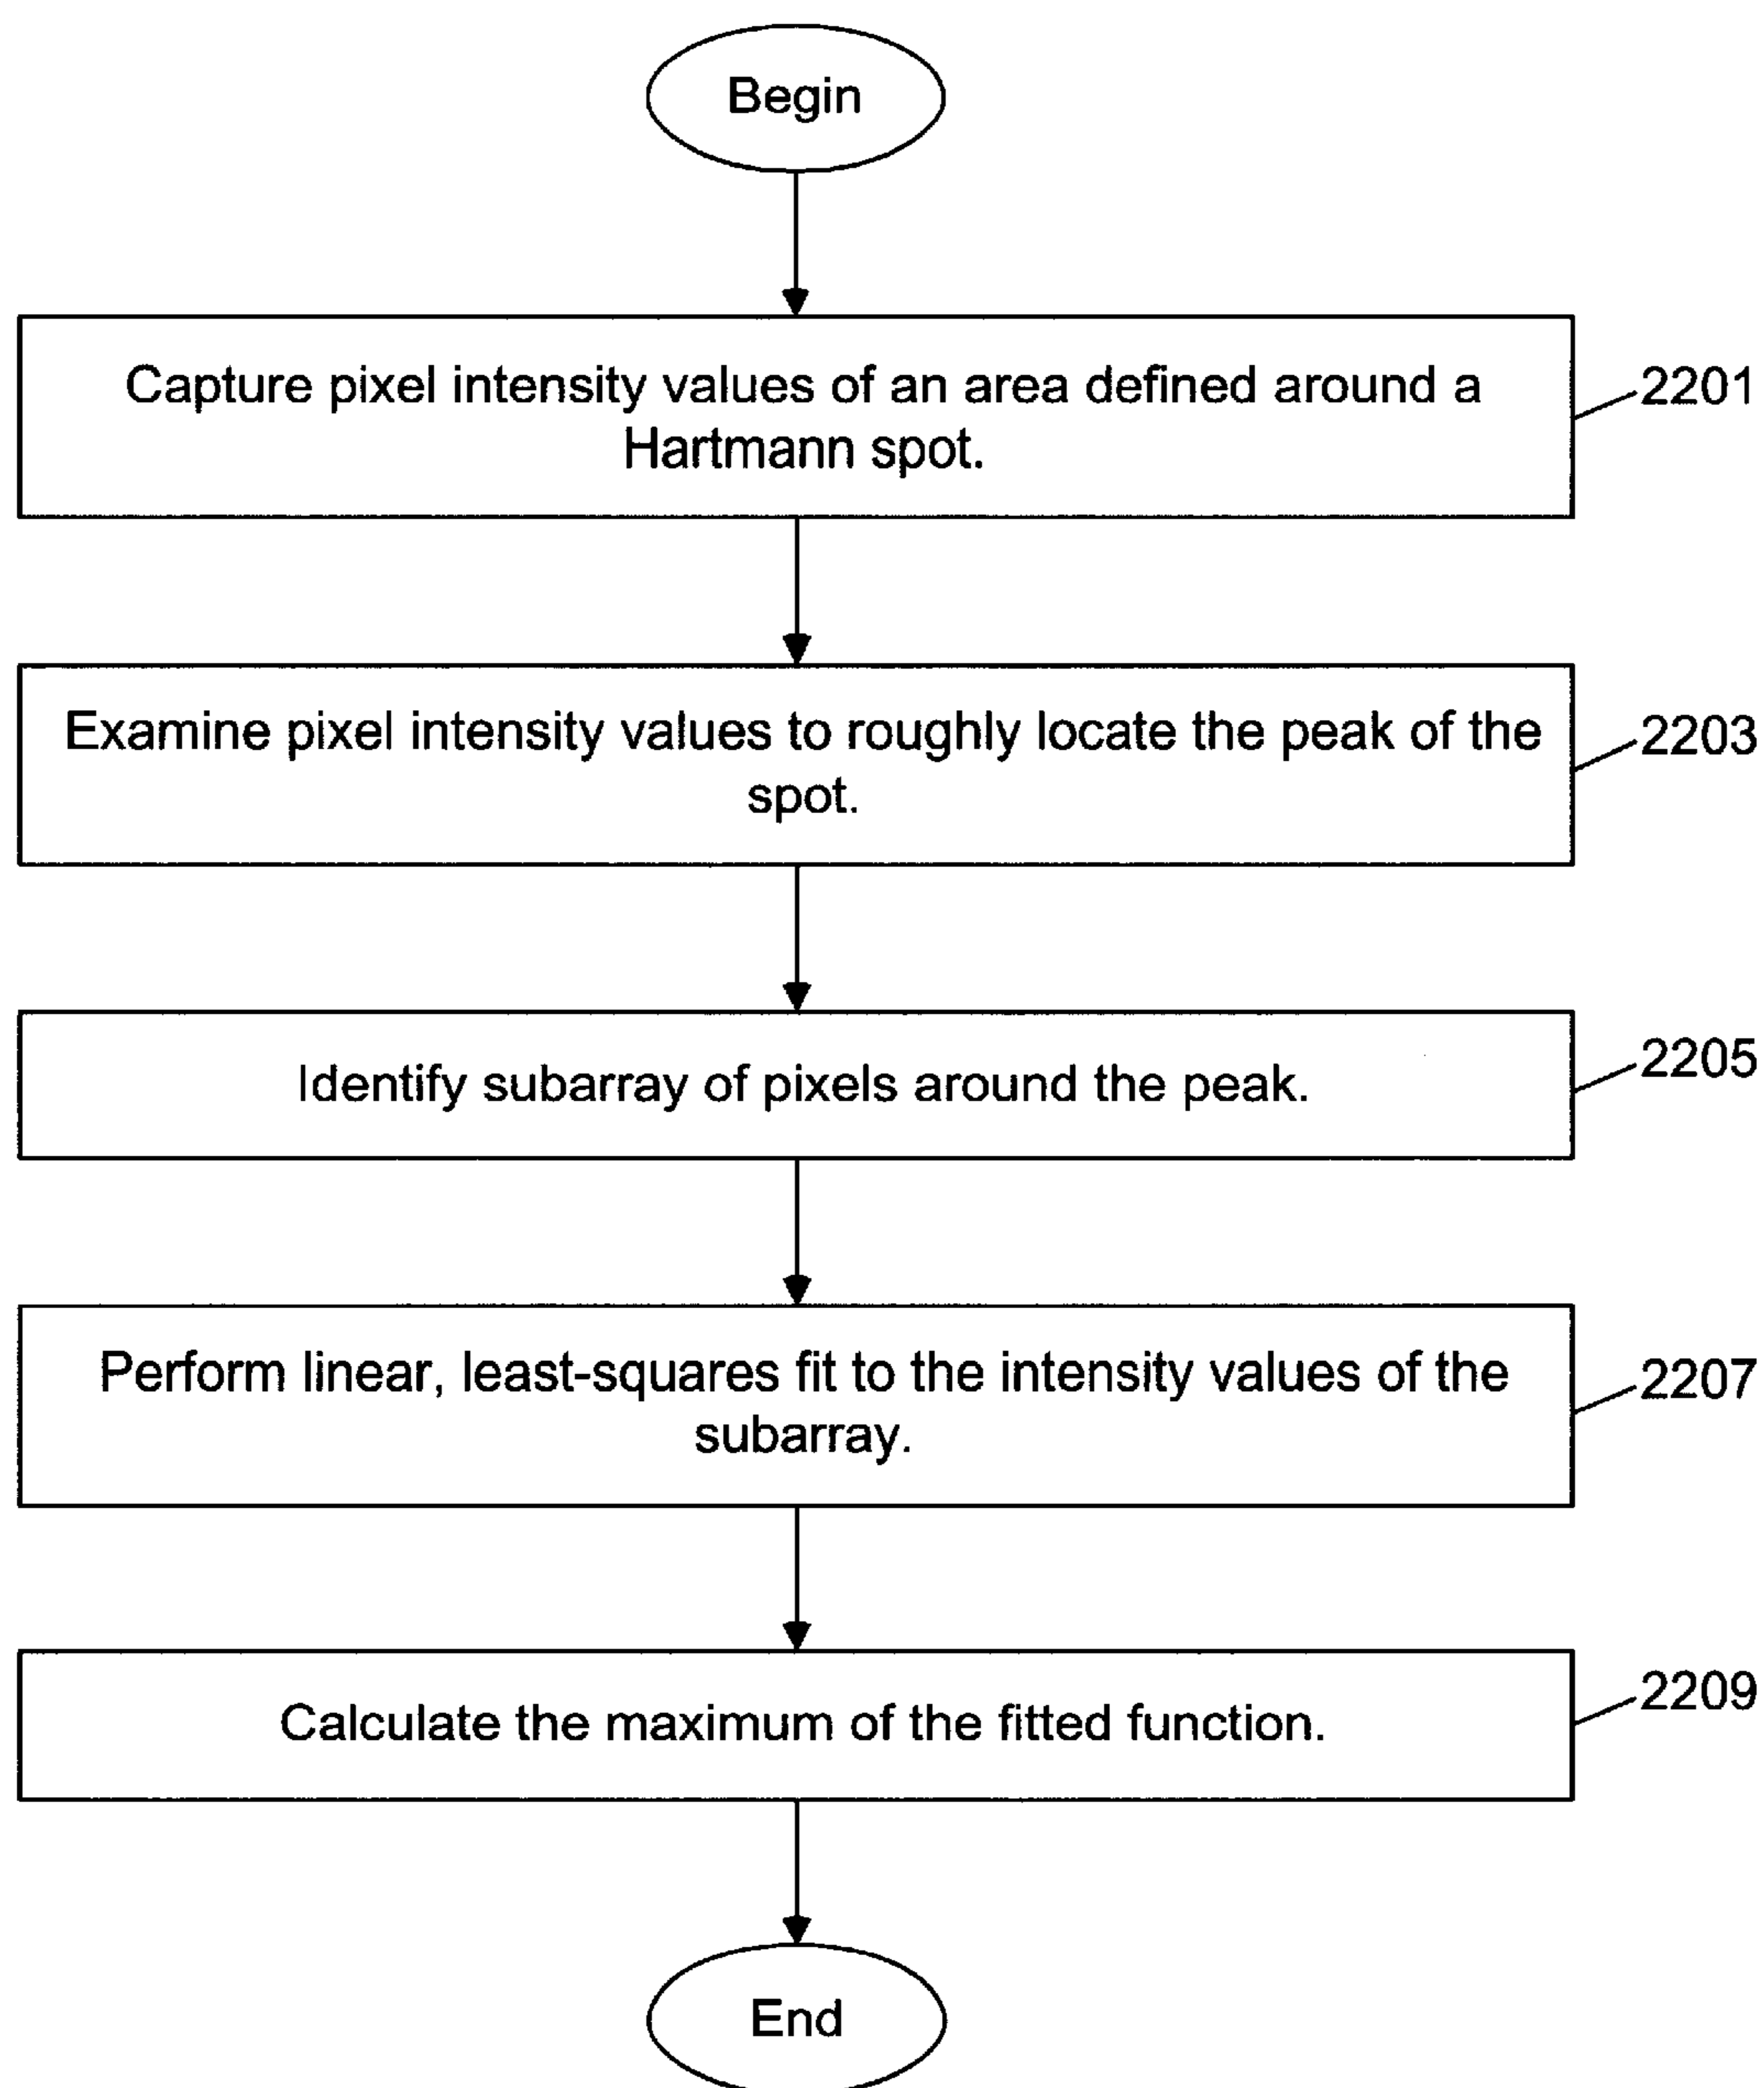 Begin
Capture pixel intensity values of an area defined around a
Hartmann spot.
2201
Examine pixel intensity values to roughly locate the peak of the
spot.
2203
Identify subarray of pixels around the peak.
2205
Perform linear, least-squares fit to the intensity values of the
subarray.
2207
Calculate the maximum of the fitted function.
2209
End